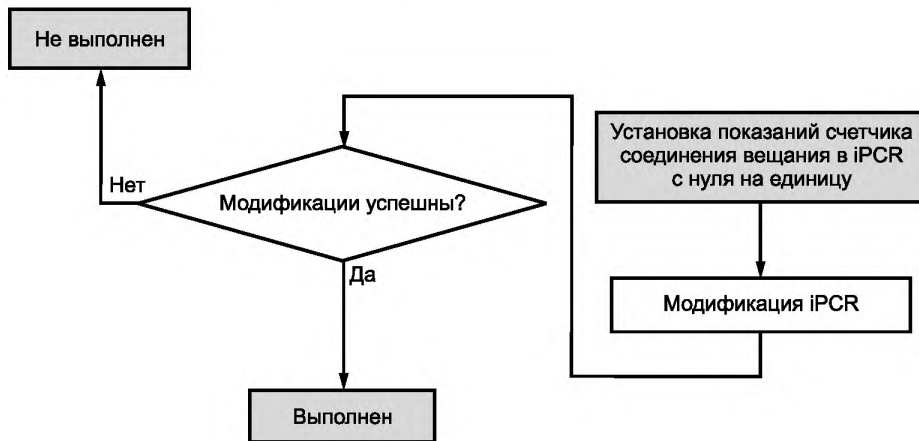 Не выполнен
Установка показаний счетчика
соединения вещания в iPCR
с нуля на единицу
Нет
Модификации успешны?
Да
Модификация iPCR
Выполнен